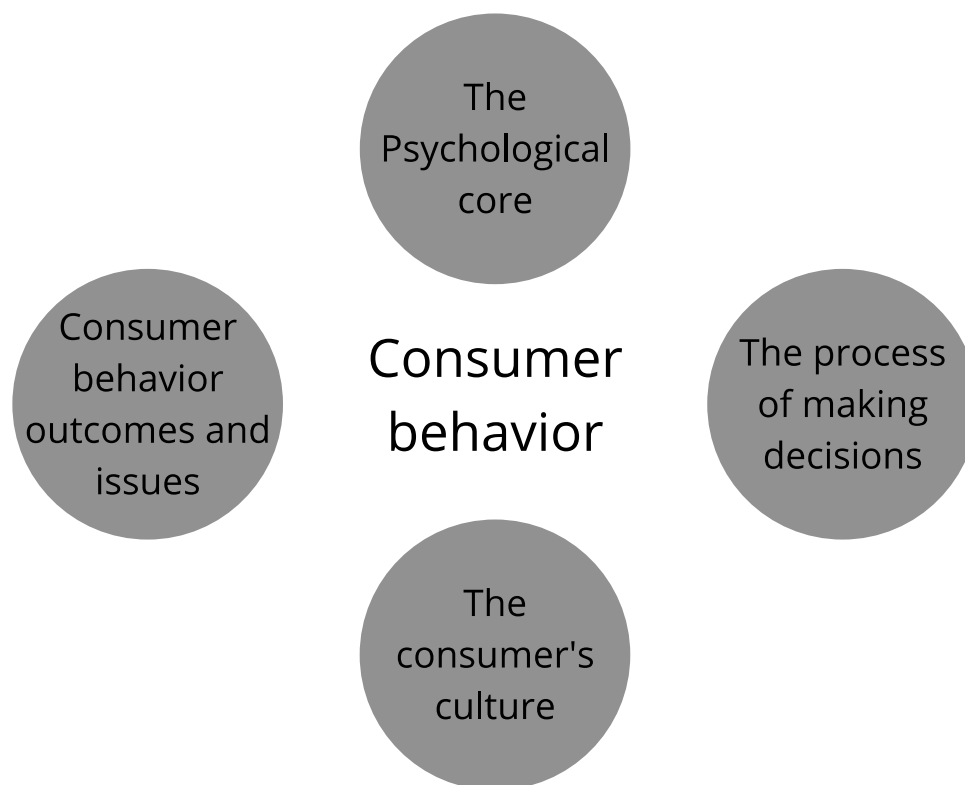 The
Psychological
core
Consumer
behavior
outcomes and
issues
Consumer
behavior
The process
of making
decisions
The
consumer's
culture